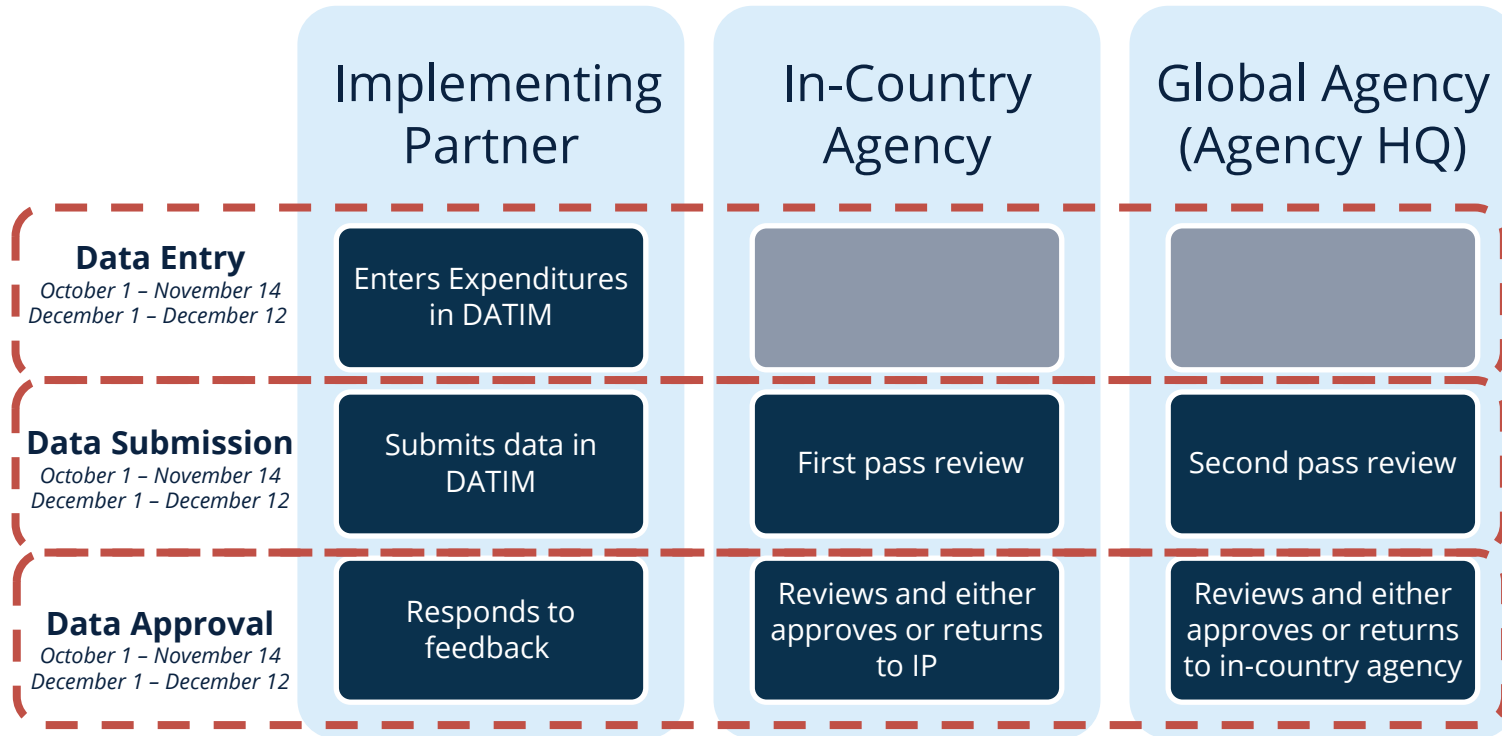 Implementing
Partner
In-Country
Agency
Global Agency
(Agency HQ)
Data Entry
October 1 – November 14
December 1 – December 12
Enters Expenditures
in DATIM
Data Submission
October 1 – November 14
December 1 – December 12
Submits data in
DATIM
First pass review
Second pass review
Data Approval
October 1 – November 14
December 1 – December 12
Responds to
feedback
Reviews and either
approves or returns
to IP
Reviews and either
approves or returns
to in-country agency